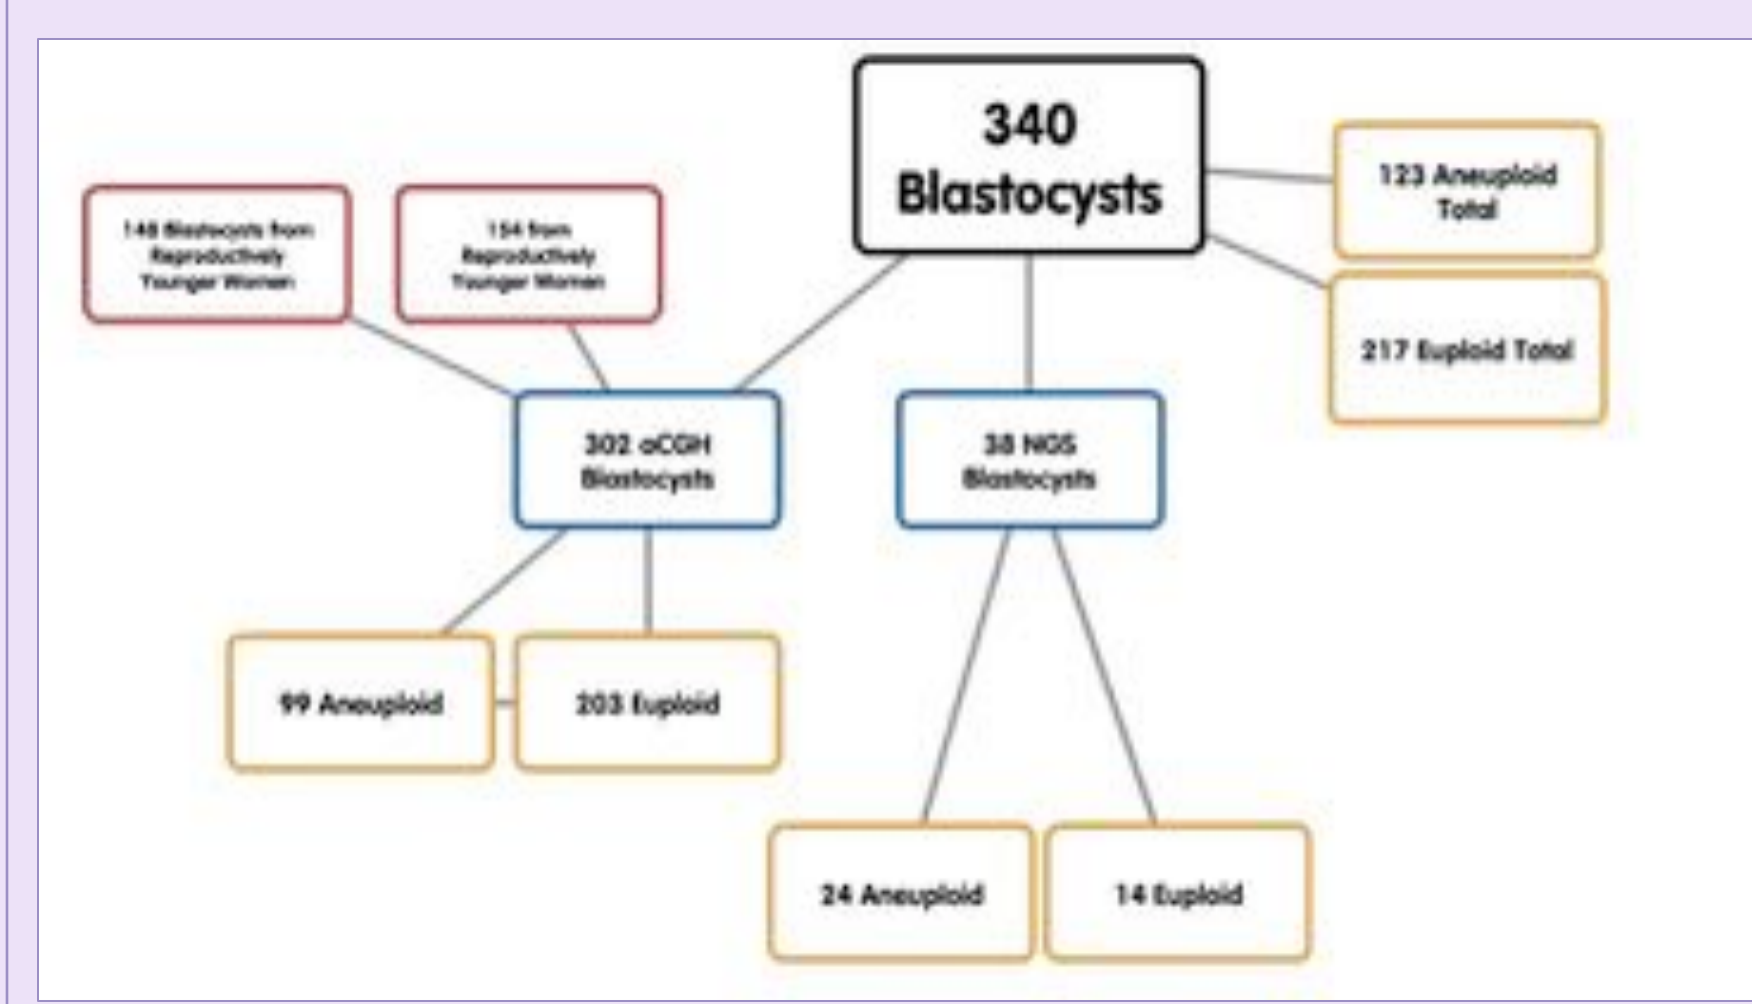 340
Blastocysts
123 Aneuploid
Total
217 Euploid Total
148 Blastocysts from
Reproductively
Younger Women
154 from
Reproductively
Younger Women
302 aCGH
Blastocysts
38 NGS
Blastocysts
99 Aneuploid
203 Euploid
24 Aneuploid
14 Euploid